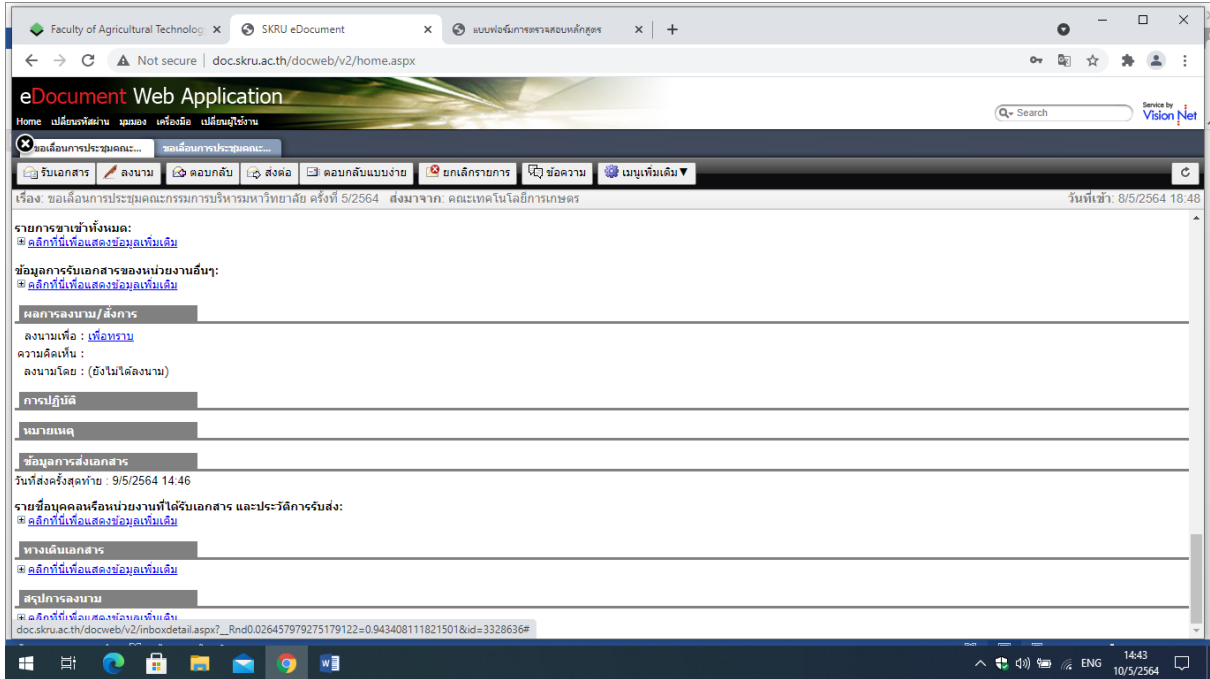 Faculty of Agricultural Technolog
SKRU eDocument
แบบฟอร์มการตรวจสอบหลักสูตร
Not secure doc.skru.ac.th/docweb/v2/home.aspx
eDocument Web Application
Home เปลี่ยนรหัสผ่าน มุมมอง เครื่องมือ เปลี่ยนผู้ใช้งาน
Search
Service by
Vision Net
ขอเลื่อนการประชุมคณะ... ขอเลื่อนการประชุมคณะ...
รับเอกสาร ลงนาม ตอบกลับ ส่งต่อ ตอบกลับแบบง่าย ยกเลิกรายการ ข้อความ เมนูเพิ่มเติม▼
เรื่อง: ขอเลื่อนการประชุมคณะกรรมการบริหารมหาวิทยาลัย ครั้งที่ 5/2564 ส่งมาจาก: คณะเทคโนโลยีการเกษตร วันที่เข้า: 8/5/2564 18:48
รายการขาเข้าทั้งหมด:
คลิกที่นี่เพื่อแสดงข้อมูลเพิ่มเติม
ข้อมูลการรับเอกสารของหน่วยงานอื่นๆ:
คลิกที่นี่เพื่อแสดงข้อมูลเพิ่มเติม
ผลการลงนาม/สั่งการ
ลงนามเพื่อ : เพื่อทราบ
ความคิดเห็น :
ลงนามโดย : (ยังไม่ได้ลงนาม)
การปฏิบัติ
หมายเหตุ
ข้อมูลการส่งเอกสาร
วันที่ส่งครั้งสุดท้าย : 9/5/2564 14:46
รายชื่อบุคคลหรือหน่วยงานที่ได้รับเอกสาร และประวัติการรับส่ง:
คลิกที่นี่เพื่อแสดงข้อมูลเพิ่มเติม
ทางเดินเอกสาร
คลิกที่นี่เพื่อแสดงข้อมูลเพิ่มเติม
สรุปการลงนาม
คลิกที่นี่เพื่อแสดงข้อมูลเพิ่มเติม
doc.skru.ac.th/docweb/v2/inboxdetail.aspx?_Rnd0.026457979275179122=0.943408111821501&id=3328636#
ENG
14:43
10/5/2564